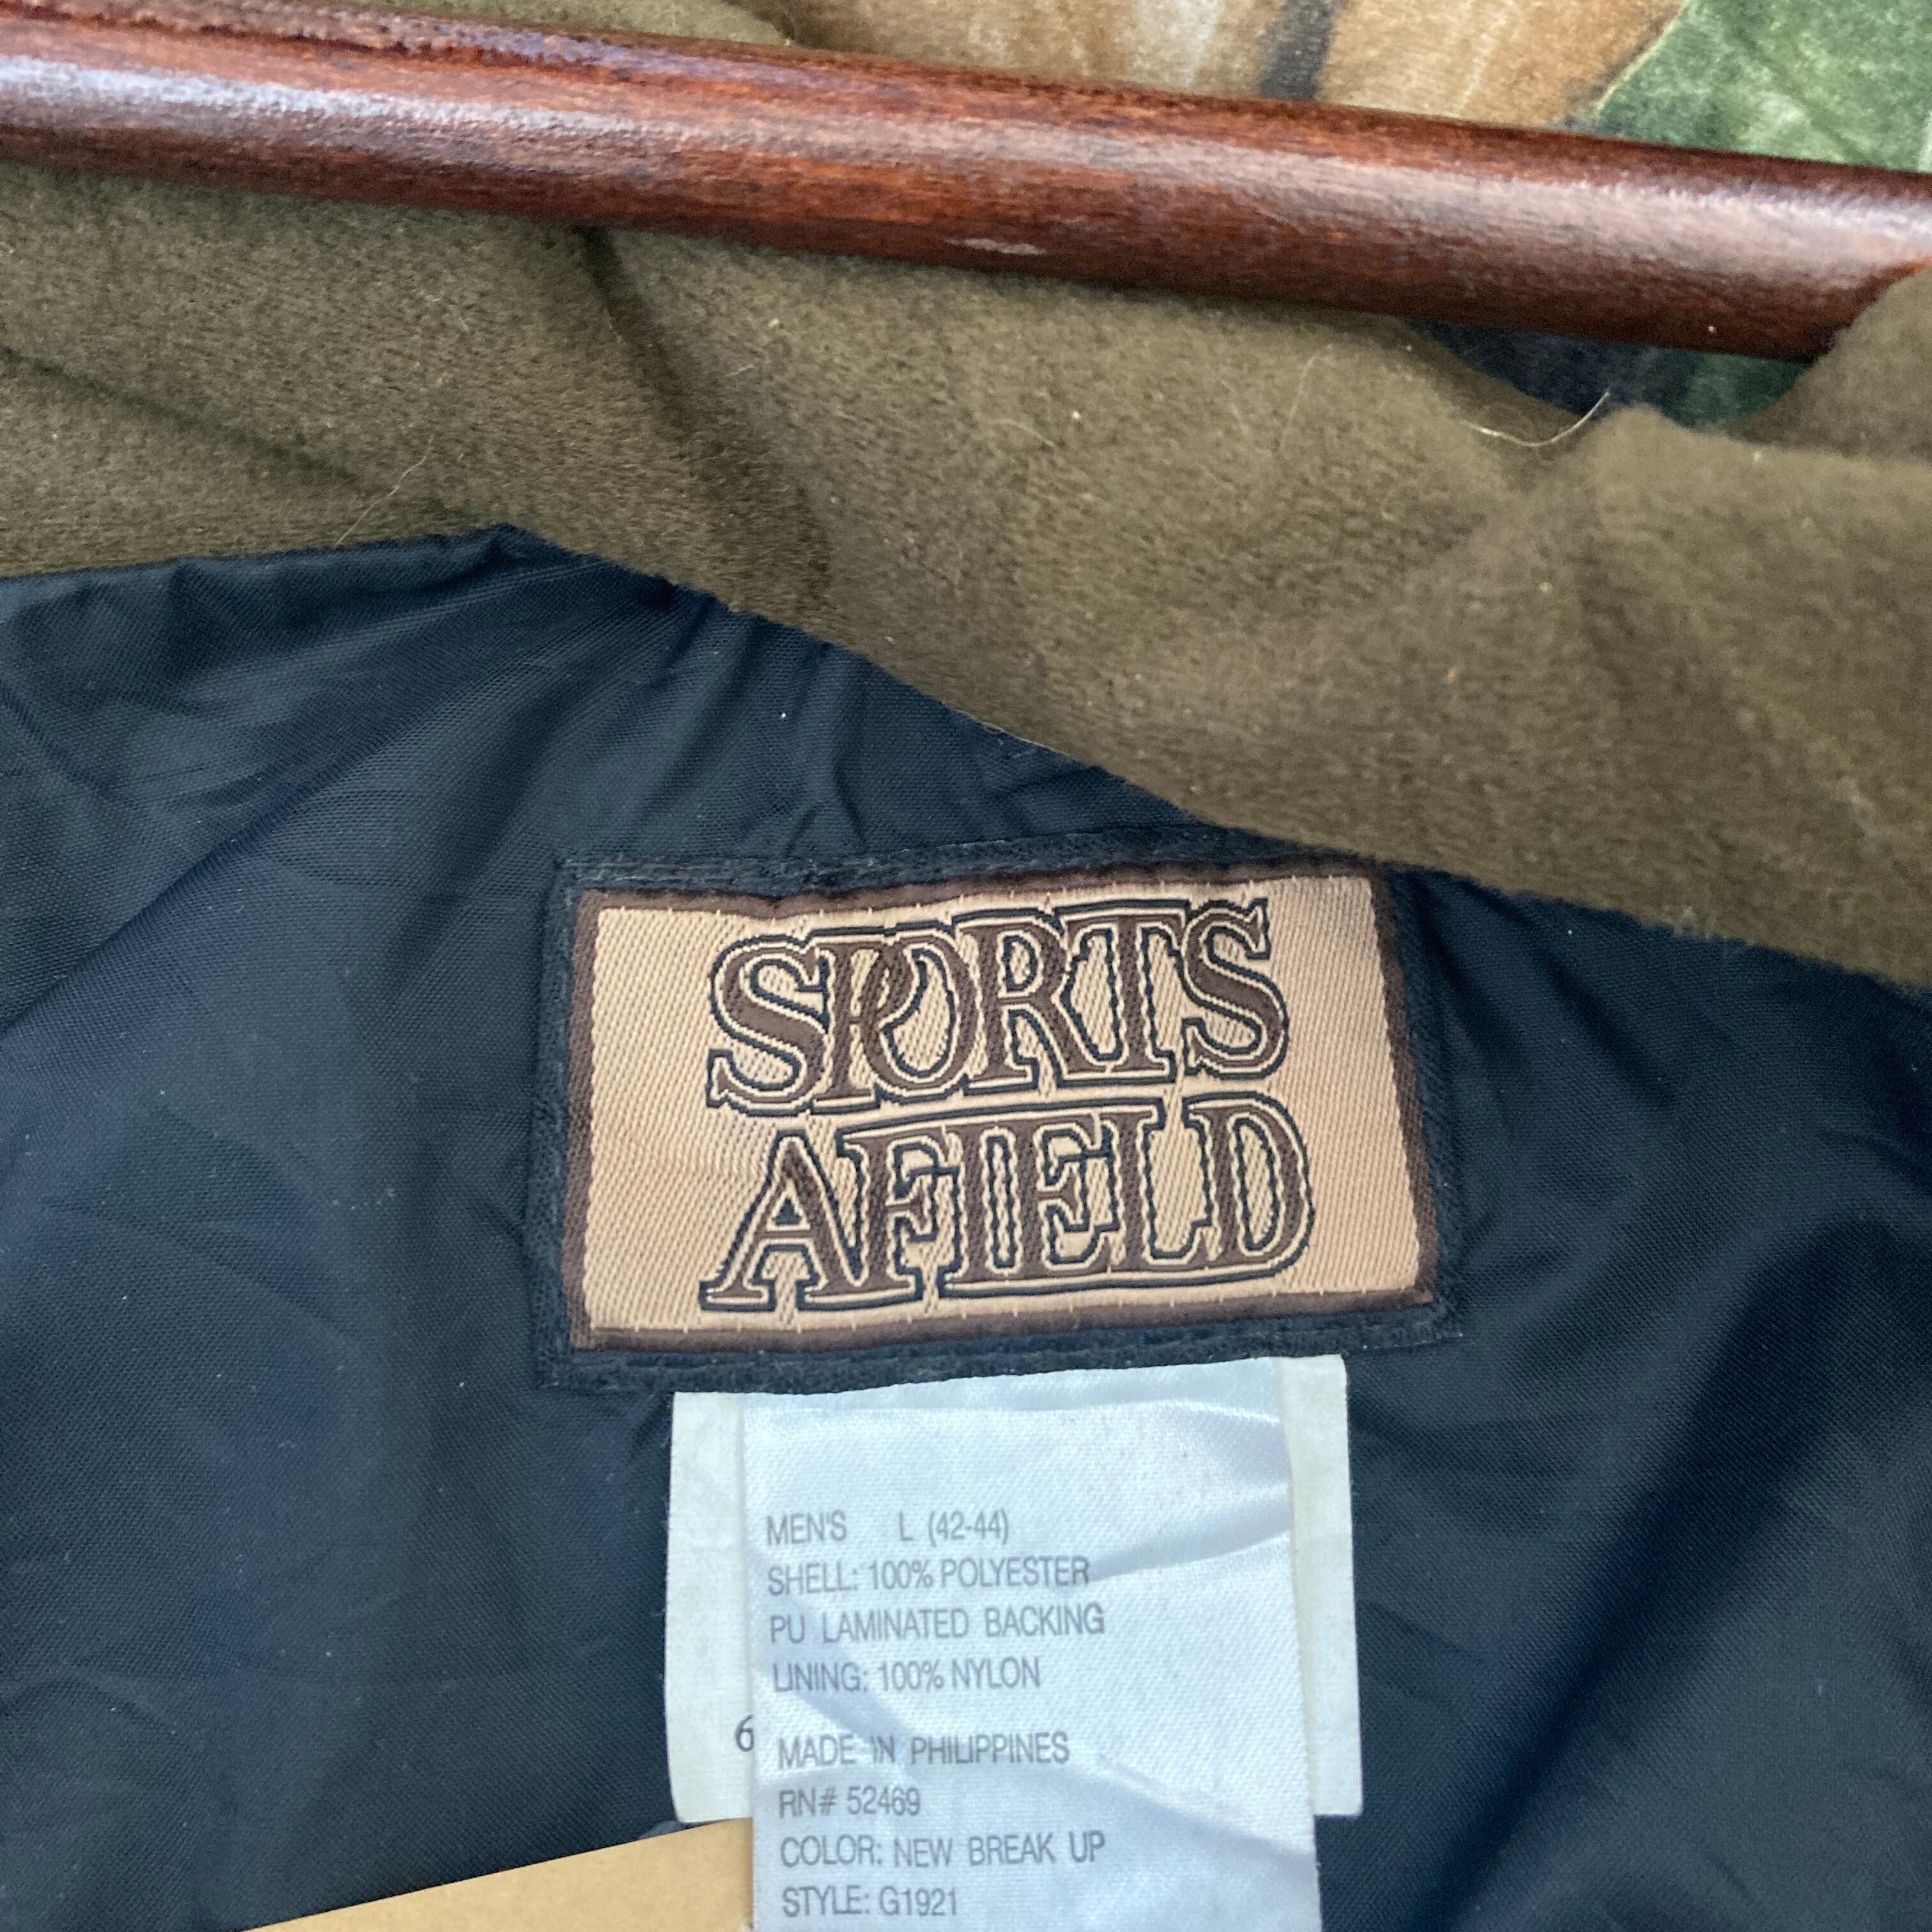 SPORTS
AFIELD
MEN'S L (42-44)
SHELL: 100% POLYESTER
PU LAMINATED BACKING
LINING: 100% NYLON
6
MADE IN PHILIPPINES
RN# 52469
COLOR: NEW BREAK UP
STYLE: G1921